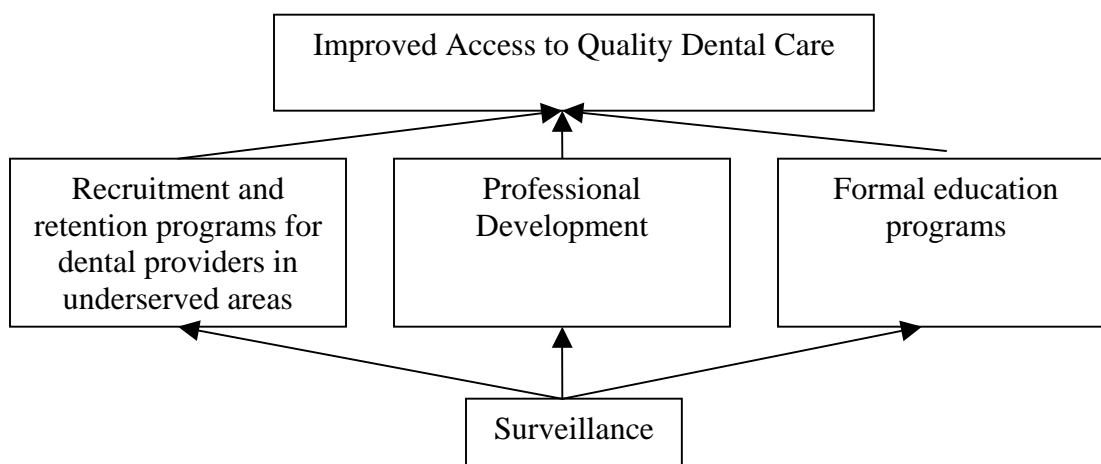 Improved Access to Quality Dental Care
Recruitment and
retention programs for
dental providers in
underserved areas
Professional
Development
Formal education
programs
Surveillance